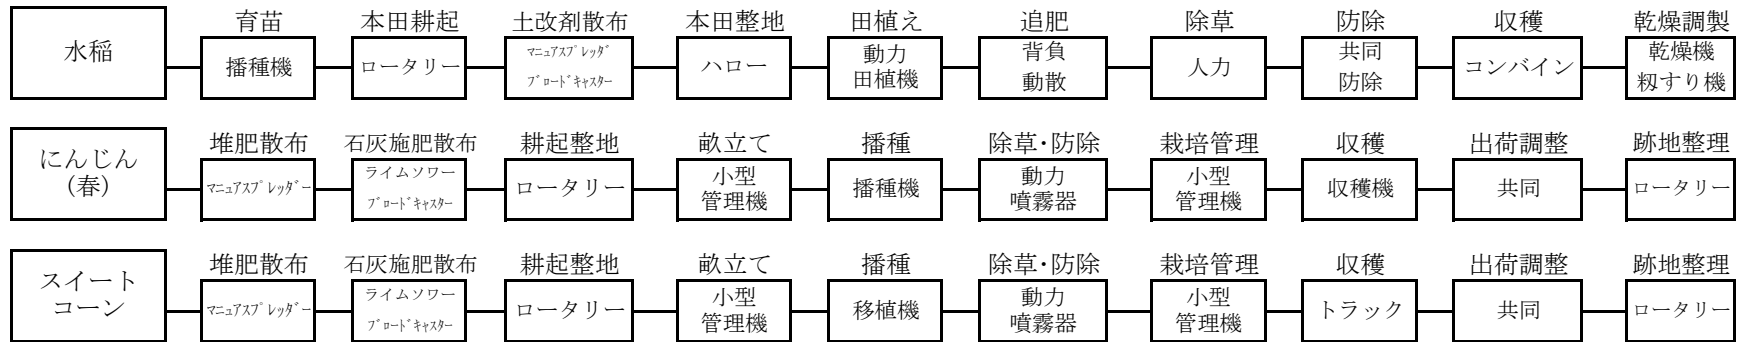 水稲
育苗 本田耕起 土改剤散布 本田整地 田植え 追肥 除草 防除 収穫 乾燥調製
播種機 ロータリー ﾏﾆｭｱｽﾌﾟﾚｯﾀﾞ ハロー 動力 背負 人力 共同 コンバイン 乾燥機
ﾌﾞﾛｰﾄﾞｷｬｽﾀｰ 田植機 動散 防除 籾すり機
にんじん
(春)
堆肥散布 石灰施肥散布 耕起整地 畝立て 播種 除草・防除 栽培管理 収穫 出荷調整 跡地整理
ﾏﾆｭｱｽﾌﾟﾚｯﾀﾞｰ ライムソワー ロータリー 小型 播種機 動力 小型 収穫機 共同 ロータリー
ﾌﾞﾛｰﾄﾞｷｬｽﾀｰ 管理機 噴霧器 管理機
スイート
コーン
堆肥散布 石灰施肥散布 耕起整地 畝立て 播種 除草・防除 栽培管理 収穫 出荷調整 跡地整理
ﾏﾆｭｱｽﾌﾟﾚｯﾀﾞｰ ライムソワー ロータリー 小型 移植機 動力 小型 トラック 共同 ロータリー
ﾌﾞﾛｰﾄﾞｷｬｽﾀｰ 管理機 噴霧器 管理機